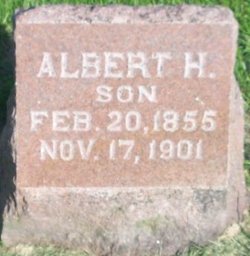 ALBERT H.
SON
FEB. 20, 1855
NOV. 17, 1901